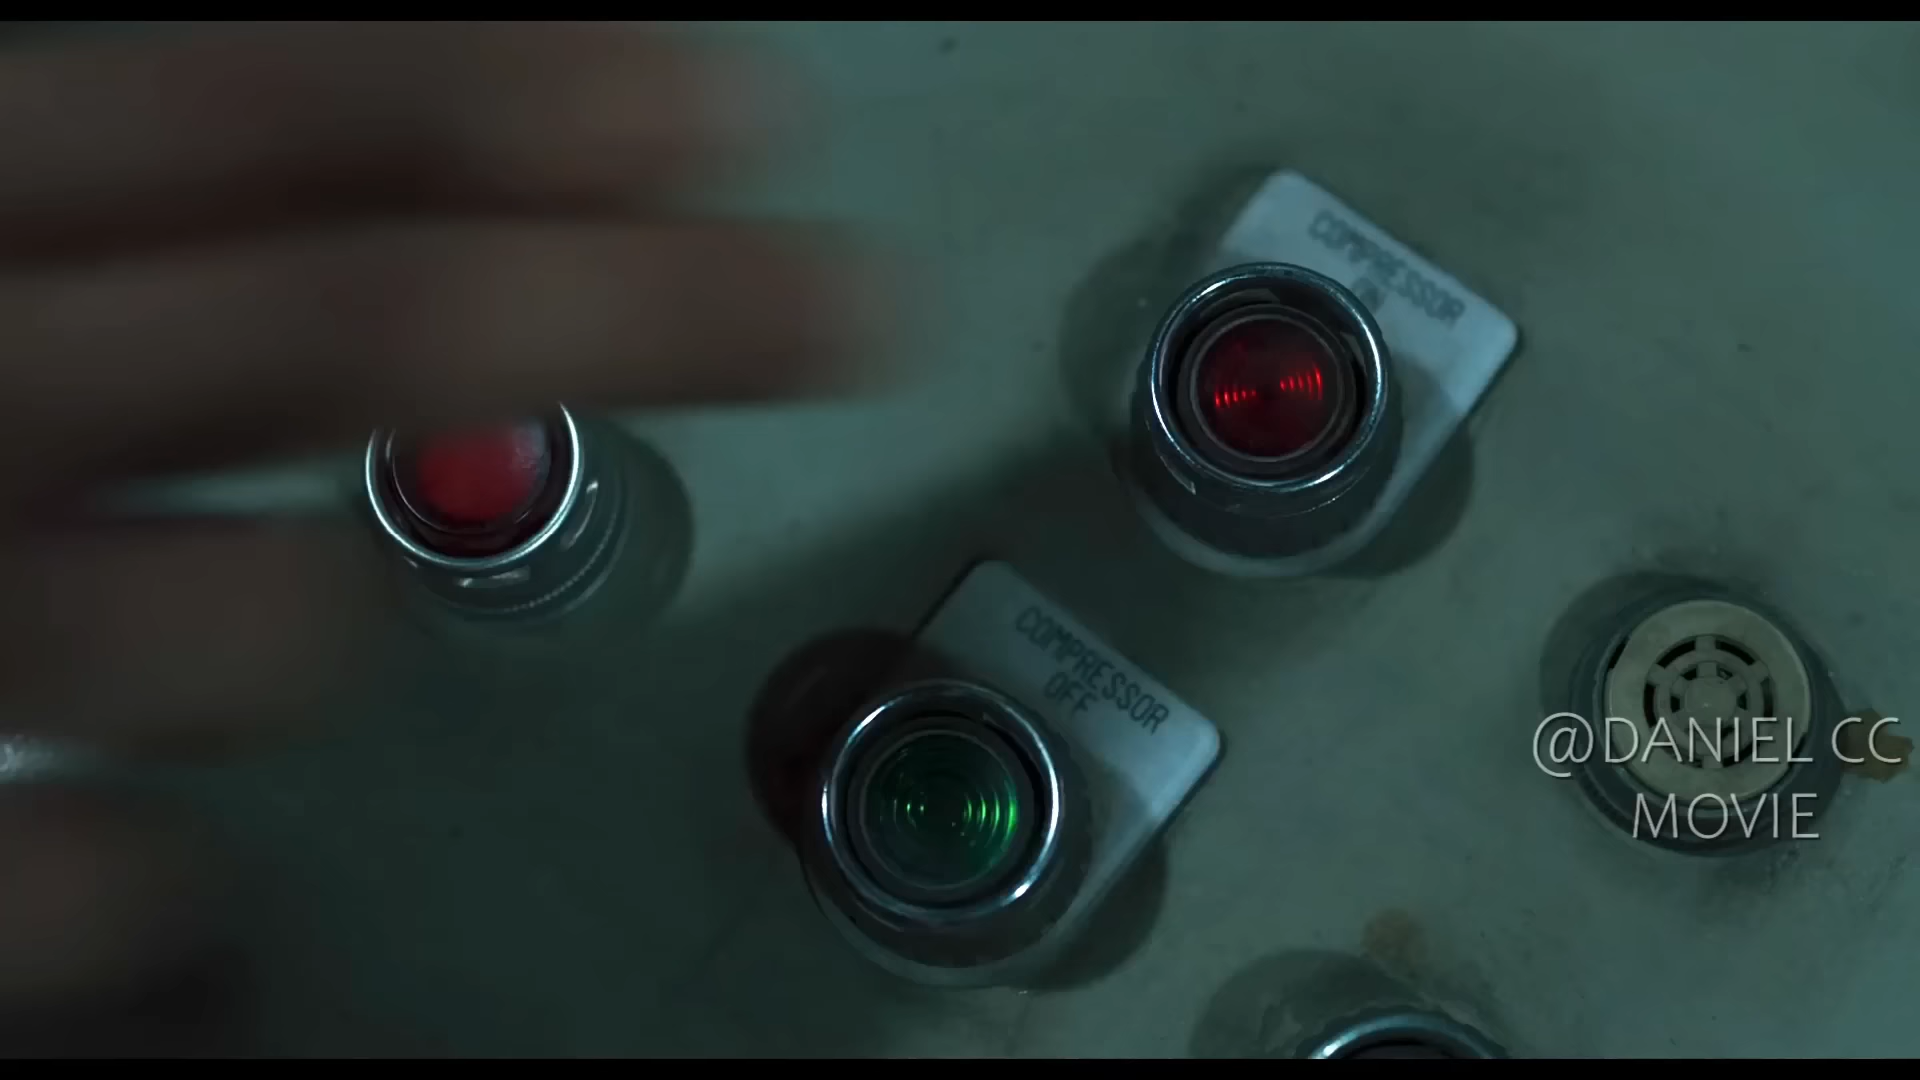 COMPRESSOR
ON
COMPRESSOR
OFF
@DANIEL CC
MOVIE